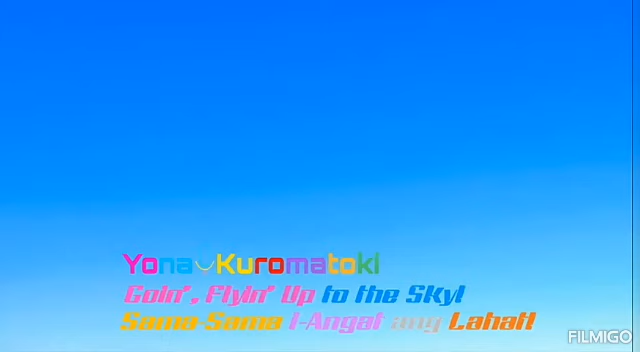 Yona Kuromatoki
Goin', Flyin' Up to the Sky!
Sama-Sama I-Angat ang Lahat!
FILMIGO